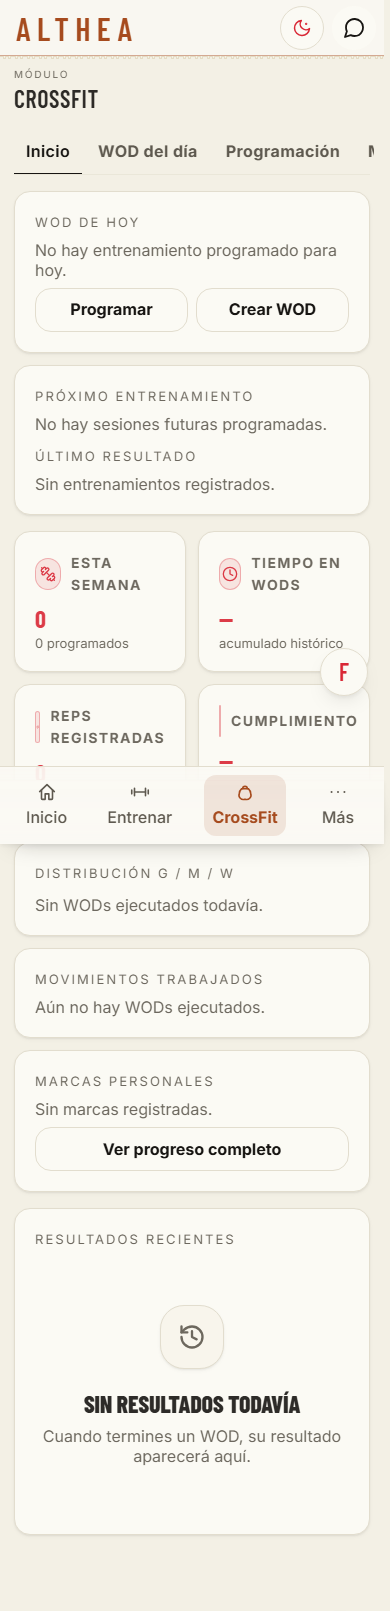 ALTHEA
MÓDULO
CROSSFIT
Inicio WOD del día Programación
WOD DE HOY
No hay entrenamiento programado para
hoy.
Programar Crear WOD
PRÓXIMO ENTRENAMIENTO
No hay sesiones futuras programadas.
ÚLTIMO RESULTADO
Sin entrenamientos registrados.
ESTA
SEMANA
0
0 programados
TIEMPO EN
WODS
—
acumulado histórico
F
REPS
REGISTRADAS
0
CUMPLIMIENTO
—
Inicio Entrenar CrossFit Más
DISTRIBUCIÓN G / M / W
Sin WODs ejecutados todavía.
MOVIMIENTOS TRABAJADOS
Aún no hay WODs ejecutados.
MARCAS PERSONALES
Sin marcas registradas.
Ver progreso completo
RESULTADOS RECIENTES
SIN RESULTADOS TODAVÍA
Cuando termines un WOD, su resultado
aparecerá aquí.